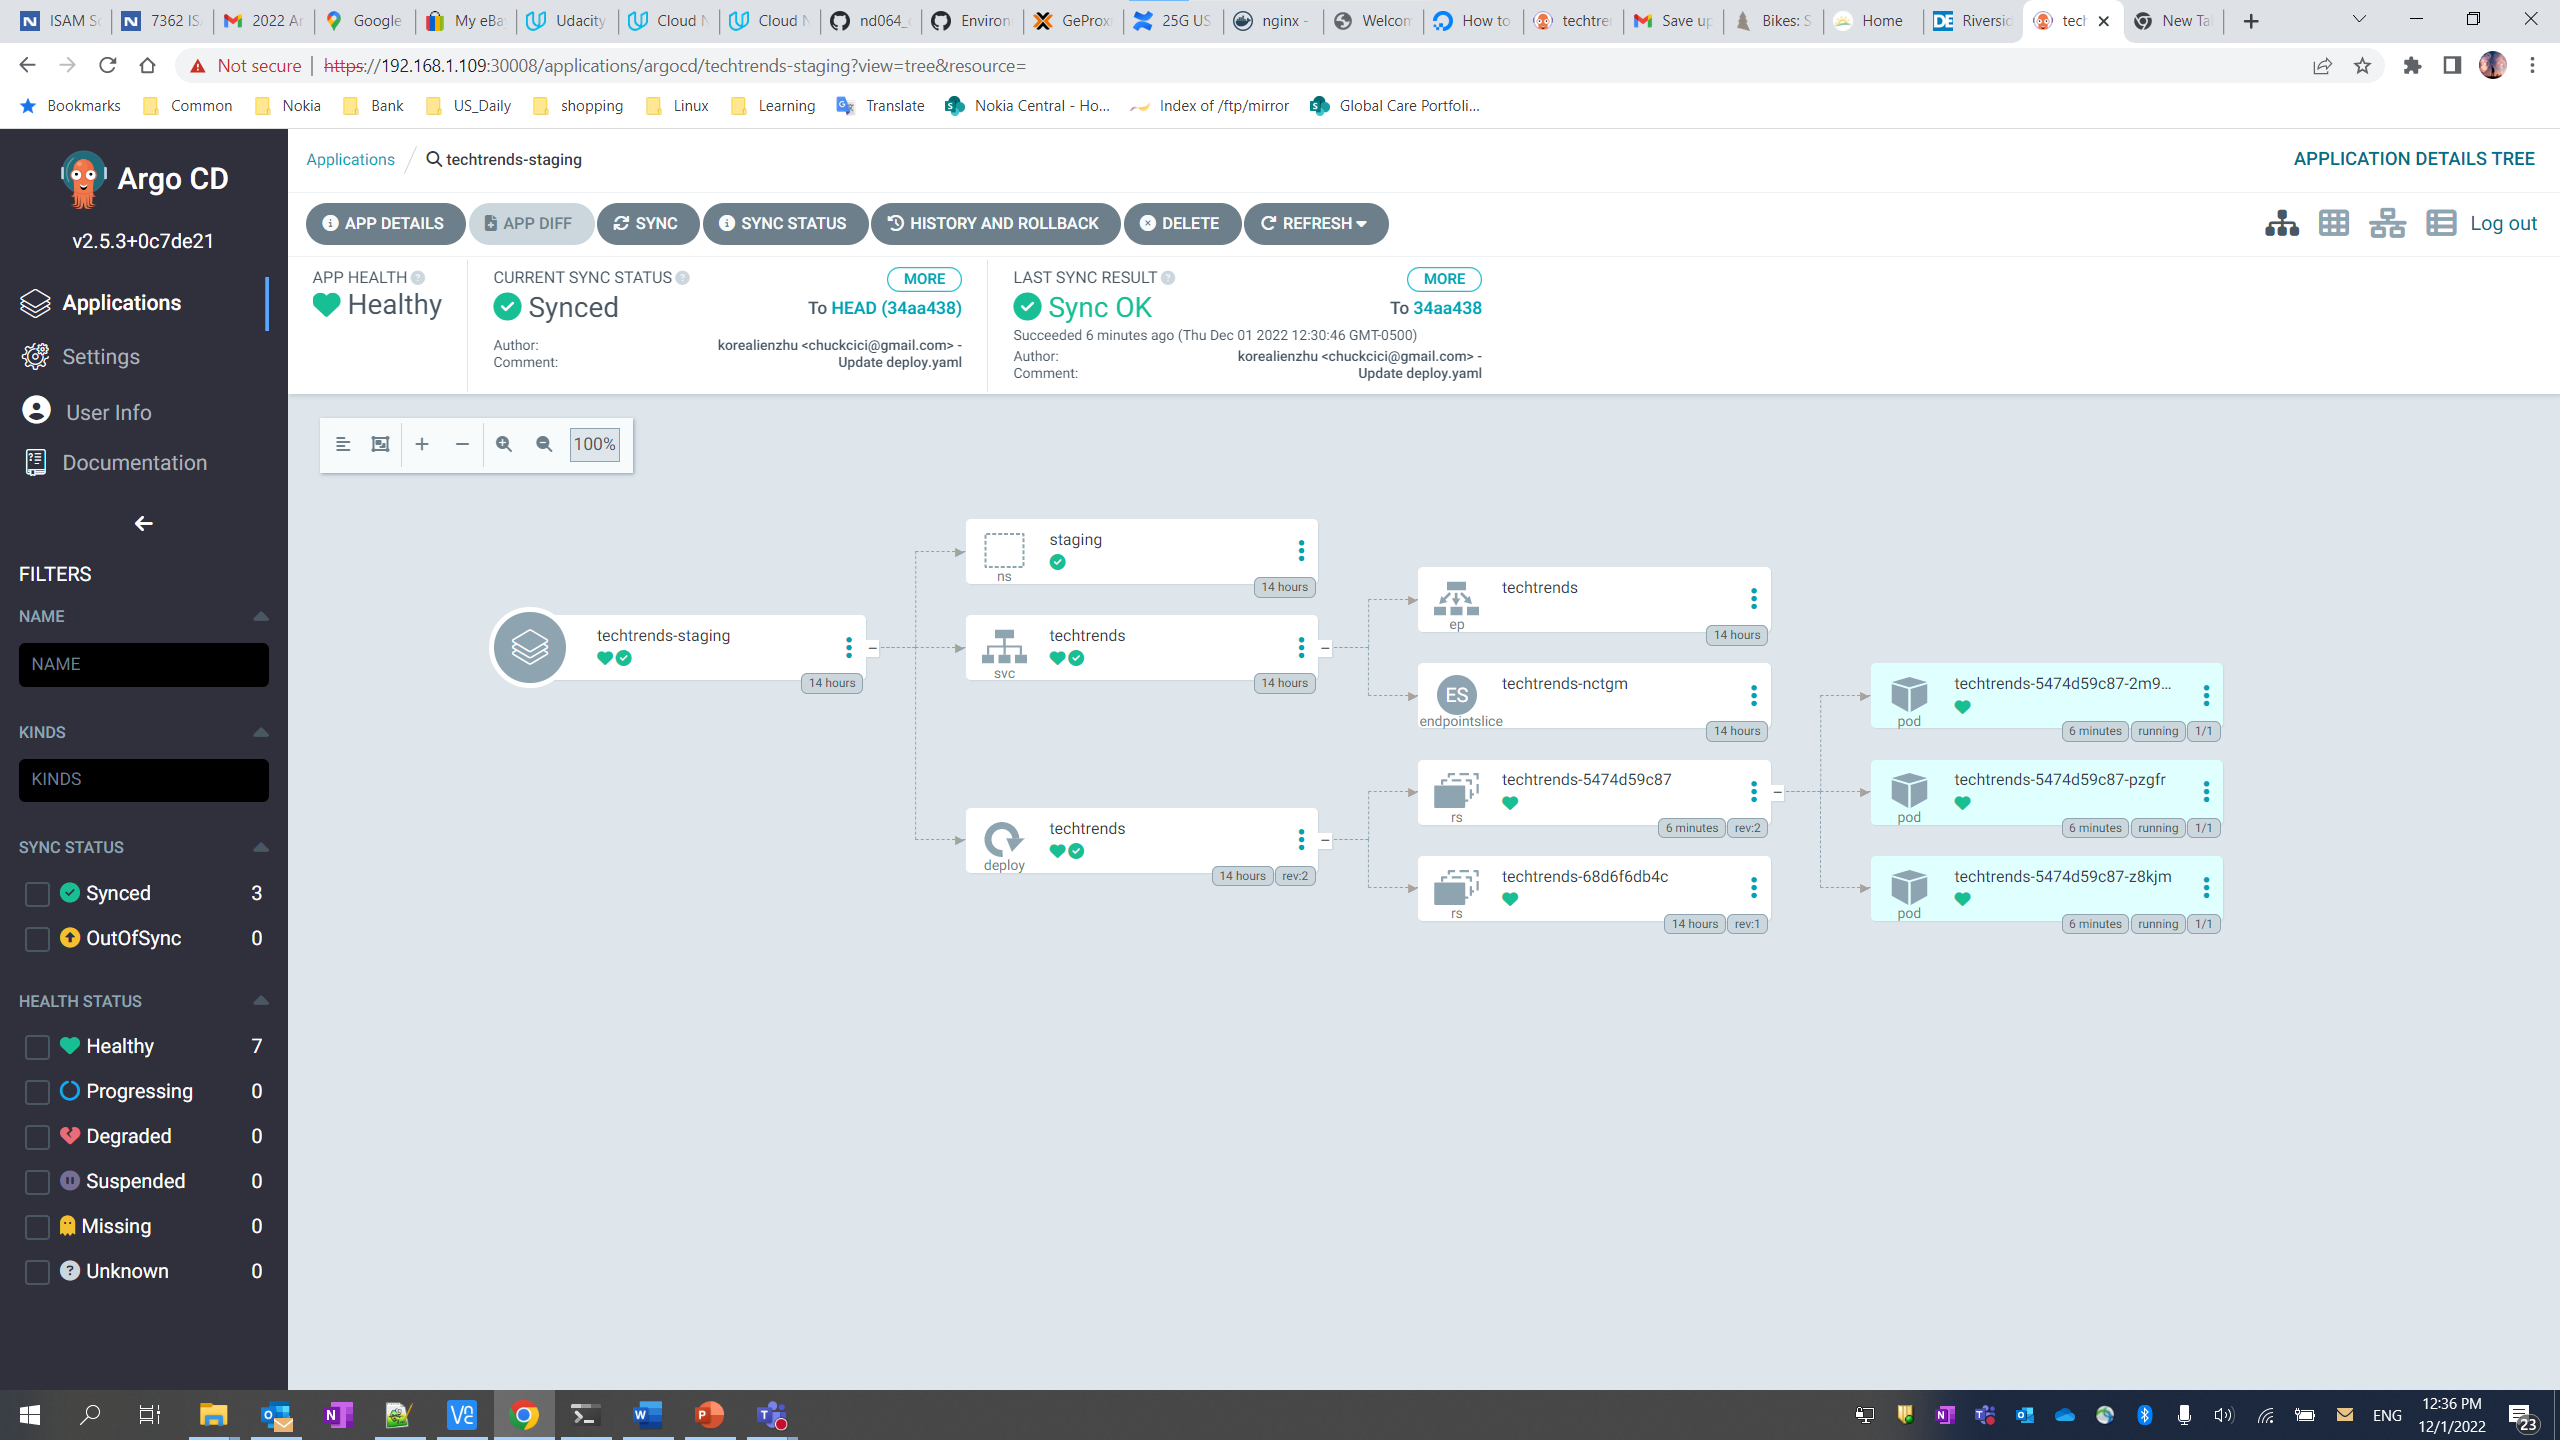 ISAM Sc
7362 IS
2022 Ar
Google
My eBay
Udacity
Cloud N
Cloud N
nd064_
Environ
GeProxi
25G US
nginx -
Welcom
How to
techtren
Save up
Bikes: S
Home
Riversid
tech
New Tab
Not secure
https://192.168.1.109:30008/applications/argocd/techtrends-staging?view=tree&resource=
Bookmarks
Common
Nokia
Bank
US_Daily
shopping
Linux
Learning
Translate
Nokia Central - Ho...
Index of /ftp/mirror
Global Care Portfoli...
Argo CD
v2.5.3+0c7de21
Applications
Settings
User Info
Documentation
FILTERS
NAME
NAME
KINDS
KINDS
SYNC STATUS
Synced 3
OutOfSync 0
HEALTH STATUS
Healthy 7
Progressing 0
Degraded 0
Suspended 0
Missing 0
Unknown 0
Applications / techtrends-staging
APPLICATION DETAILS TREE
APP DETAILS
APP DIFF
SYNC
SYNC STATUS
HISTORY AND ROLLBACK
DELETE
REFRESH
Log out
APP HEALTH
Healthy
CURRENT SYNC STATUS
MORE
Synced
To HEAD (34aa438)
Author: korealienzhu <chuckcici@gmail.com> -
Comment: Update deploy.yaml
LAST SYNC RESULT
MORE
Sync OK
To 34aa438
Succeeded 6 minutes ago (Thu Dec 01 2022 12:30:46 GMT-0500)
Author: korealienzhu <chuckcici@gmail.com> -
Comment: Update deploy.yaml
100%
techtrends-staging
14 hours
staging
ns
14 hours
techtrends
svc
14 hours
techtrends
deploy
14 hours
rev:2
techtrends
ep
14 hours
ES
techtrends-nctgm
endpointslice
14 hours
techtrends-5474d59c87
rs
6 minutes
rev:2
techtrends-68d6f6db4c
rs
14 hours
rev:1
techtrends-5474d59c87-2m9...
pod
6 minutes
running
1/1
techtrends-5474d59c87-pzgfr
pod
6 minutes
running
1/1
techtrends-5474d59c87-z8kjm
pod
6 minutes
running
1/1
ENG
12:36 PM
12/1/2022
23